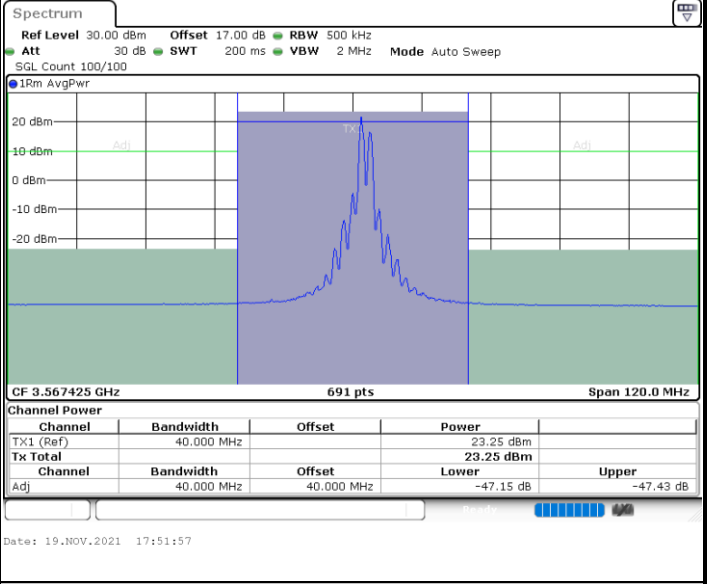 Spectrum
Ref Level 30.00 dBm Offset 17.00 dB RBW 500 kHz
Att 30 dB SWT 200 ms VBW 2 MHz Mode Auto Sweep
SGL Count 100/100
1Rm AvgPwr
20 dBm
TX1
Adj Adj
10 dBm
0 dBm
-10 dBm
-20 dBm
CF 3.567425 GHz 691 pts Span 120.0 MHz
Channel Power
Channel Bandwidth Offset Power
TX1 (Ref) 40.000 MHz 23.25 dBm
Tx Total 23.25 dBm
Channel Bandwidth Offset Lower Upper
Adj 40.000 MHz 40.000 MHz -47.15 dB -47.43 dB
Ready
Date: 19.NOV.2021 17:51:57